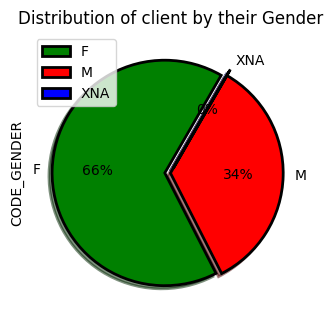 Distribution of client by their Gender
F
M
XNA
XNA
0%
F
66%
34%
M
CODE_GENDER